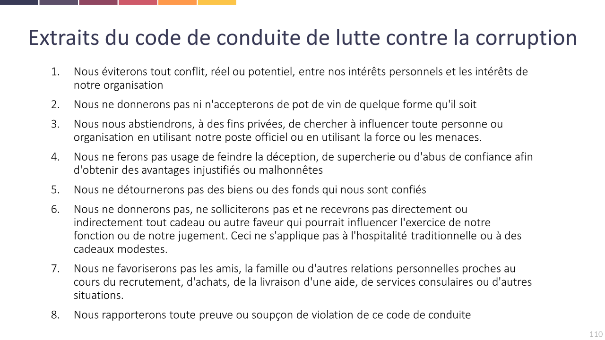 Extraits du code de conduite de lutte contre la corruption
1. Nous éviterons tout conflit, réel ou potentiel, entre nos intérêts personnels et les intérêts de
notre organisation
2. Nous ne donnerons pas ni n'accepterons de pot de vin de quelque forme qu'il soit
3. Nous nous abstiendrons, à des fins privées, de chercher à influencer toute personne ou
organisation en utilisant notre poste officiel ou en utilisant la force ou les menaces.
4. Nous ne ferons pas usage de feindre la déception, de supercherie ou d'abus de confiance afin
d'obtenir des avantages injustifiés ou malhonnêtes
5. Nous ne détournerons pas des biens ou des fonds qui nous sont confiés
6. Nous ne donnerons pas, ne solliciterons pas et ne recevrons pas directement ou
indirectement tout cadeau ou autre faveur qui pourrait influencer l'exercice de notre
fonction ou de notre jugement. Ceci ne s'applique pas à l'hospitalité traditionnelle ou à des
cadeaux modestes.
7. Nous ne favoriserons pas les amis, la famille ou d'autres relations personnelles proches au
cours du recrutement, d'achats, de la livraison d'une aide, de services consulaires ou d'autres
situations.
8. Nous rapporterons toute preuve ou soupçon de violation de ce code de conduite
110